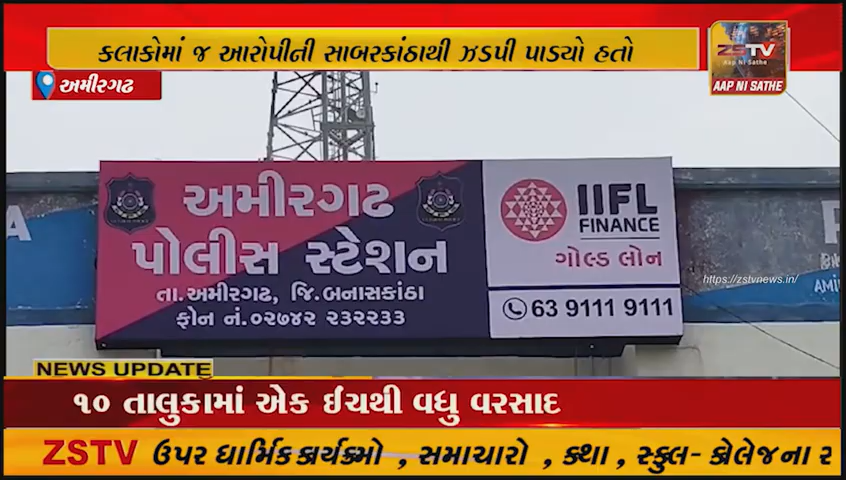 કલાકોમાં જ આરોપીની સાબરકાંઠાથી ઝડપી પાડયો હતો
ZSTV
Aap Ni Sathe
AAP NI SATHE
અમીરગઢ
અમીરગઢ
પોલીસ સ્ટેશન
તા.અમીરગઢ, જિ.બનાસકાંઠા
ફોન નં.૦૨૭૪૨ ૨૩૨૨૩૩
IIFL
FINANCE
ગોલ્ડ લોન
63 9111 9111
https://zstvnews.in/
NEWS UPDATE
૧૦ તાલુકામાં એક ઈંચથી વધુ વરસાદ
ZSTV ઉપર ધાર્મિક કાર્યક્રમો , સમાચારો , કથા , સ્કુલ- કોલેજના ર